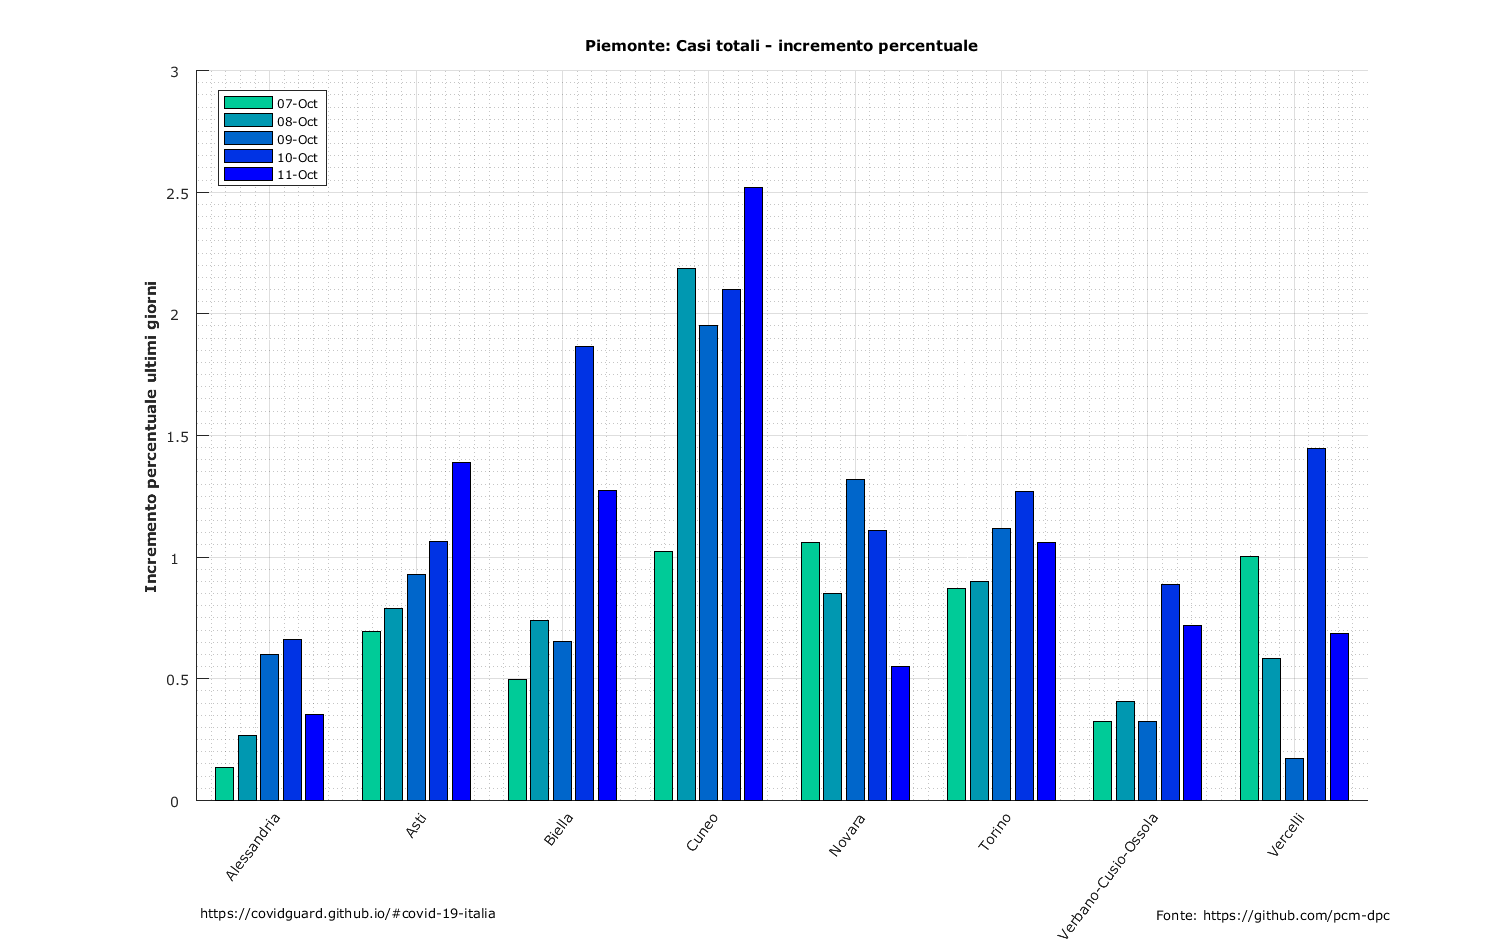 Piemonte: Casi totali - incremento percentuale
3
2.5
2
1.5
1
0.5
0
Incremento percentuale ultimi giorni
07-Oct
08-Oct
09-Oct
10-Oct
11-Oct
Alessandria
Asti
Biella
Cuneo
Novara
Torino
Verbano-Cusio-Ossola
Vercelli
https://covidguard.github.io/#covid-19-italia
Fonte: https://github.com/pcm-dpc